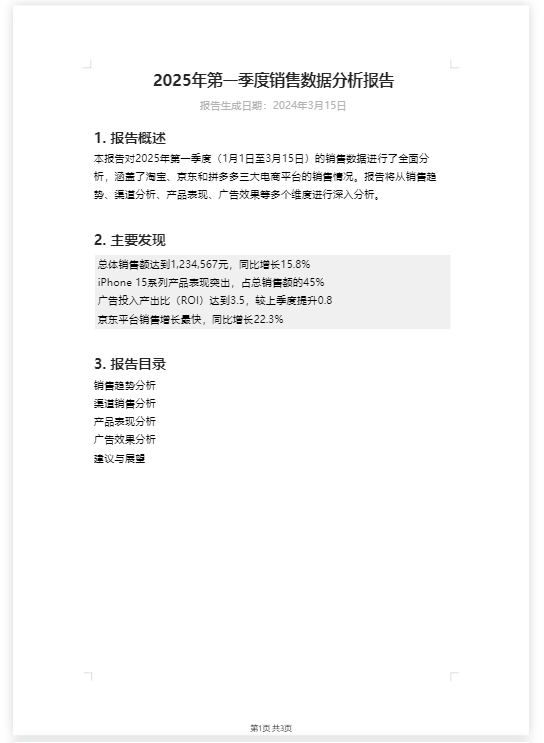 2025年第一季度销售数据分析报告
报告生成日期：2024年3月15日
1. 报告概述
本报告对2025年第一季度（1月1日至3月15日）的销售数据进行了全面分
析，涵盖了淘宝、京东和拼多多三大电商平台的销售情况。报告将从销售趋
势、渠道分析、产品表现、广告效果等多个维度进行深入分析。
2. 主要发现
总体销售额达到1,234,567元，同比增长15.8%
iPhone 15系列产品表现突出，占总销售额的45%
广告投入产出比（ROI）达到3.5，较上季度提升0.8
京东平台销售增长最快，同比增长22.3%
3. 报告目录
销售趋势分析
渠道销售分析
产品表现分析
广告效果分析
建议与展望
第1页 共3页